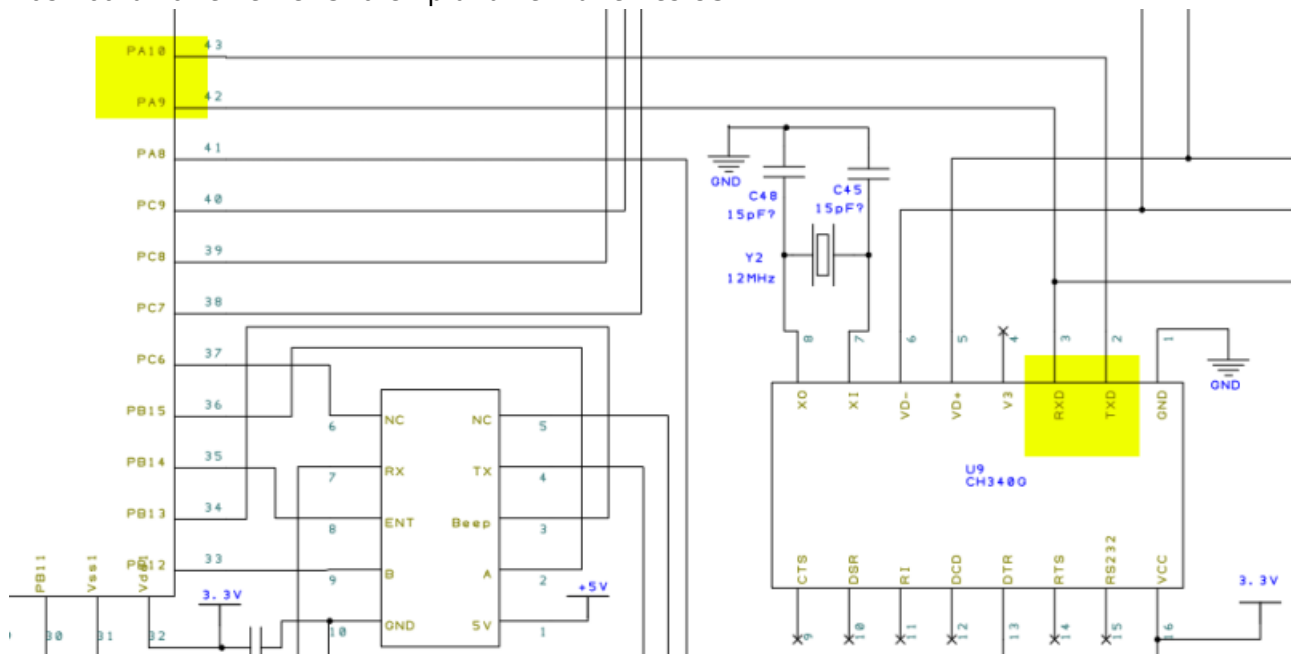 PA10 43
PA9 42
PA8 41
PC9 40
PC8 39
PC7 38
PC6 37
PB15 36
PB14 35
PB13 34
PB12 33
PB11 Vss1
30 31 32
3.3V
NC NC
6 5
RX TX
7 4
ENT Beep
8 3
B A
9 2
GND 5V
10 1
+5V
GND
C48
15pF?
C45
15pF?
Y2
12MHz
8 7 6 5 4 3 2 1
XO XI VD- VD+ V3 RXD TXD GND
GND
U9
CH340G
CTS DSR RI DCD DTR RTS RS232 VCC
9 10 11 12 13 14 15 16
3.3V